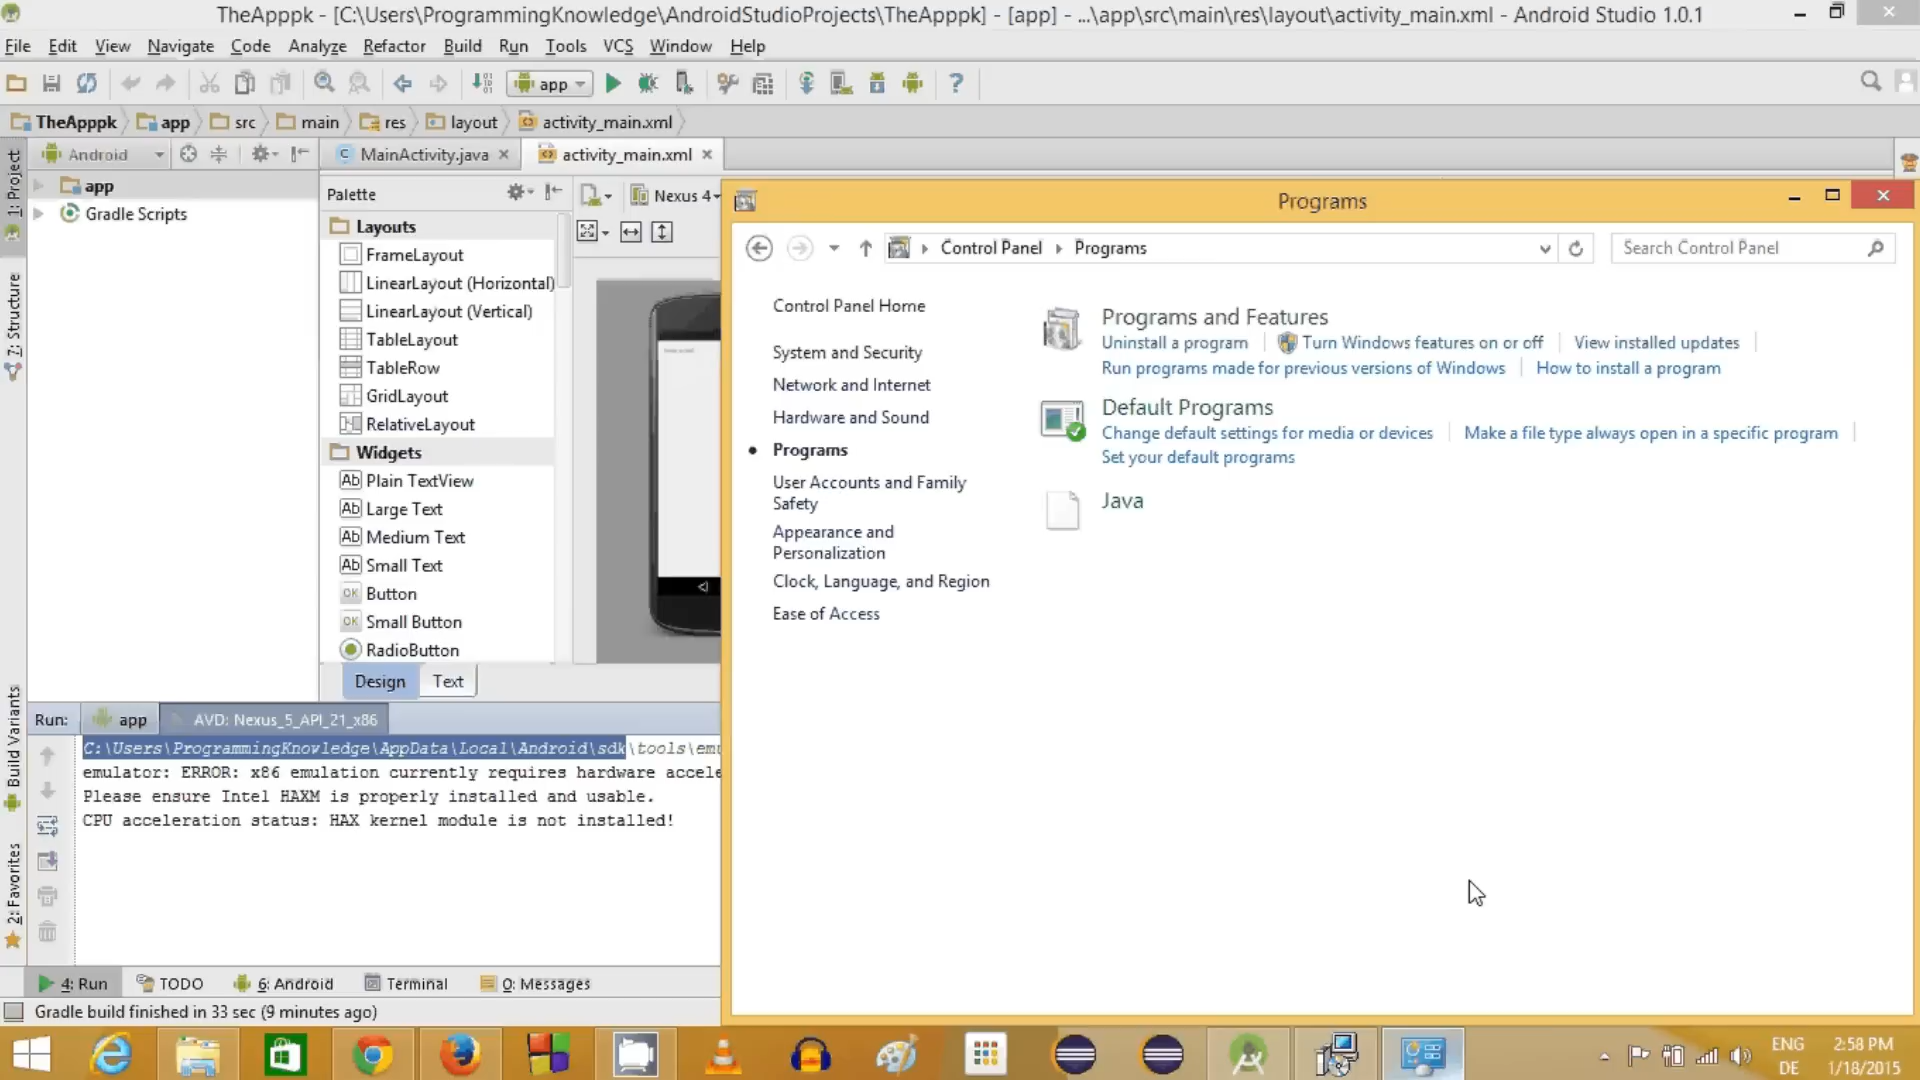 TheApppk - [C:\Users\ProgrammingKnowledge\AndroidStudioProjects\TheApppk] - [app] - ...\app\src\main\res\layout\activity_main.xml - Android Studio 1.0.1
File Edit View Navigate Code Analyze Refactor Build Run Tools VCS Window Help
app
TheApppk app src main res layout activity_main.xml
1: Project
Android
MainActivity.java
activity_main.xml
app
Gradle Scripts
7: Structure
Palette
Nexus 4
Layouts
FrameLayout
LinearLayout (Horizontal)
LinearLayout (Vertical)
TableLayout
TableRow
GridLayout
RelativeLayout
Widgets
Plain TextView
Large Text
Medium Text
Small Text
OK Button
OK Small Button
RadioButton
Design Text
Programs
Control Panel Programs
Search Control Panel
Control Panel Home
System and Security
Network and Internet
Hardware and Sound
Programs
User Accounts and Family
Safety
Appearance and
Personalization
Clock, Language, and Region
Ease of Access
Programs and Features
Uninstall a program Turn Windows features on or off View installed updates
Run programs made for previous versions of Windows How to install a program
Default Programs
Change default settings for media or devices Make a file type always open in a specific program
Set your default programs
Java
Build Variants
2: Favorites
Run: app AVD: Nexus_5_API_21_x86
C:\Users\ProgrammingKnowledge\AppData\Local\Android\sdk\tools\emu
emulator: ERROR: x86 emulation currently requires hardware accele
Please ensure Intel HAXM is properly installed and usable.
CPU acceleration status: HAX kernel module is not installed!
4: Run TODO 6: Android Terminal 0: Messages
Gradle build finished in 33 sec (9 minutes ago)
ENG
DE
2:58 PM
1/18/2015